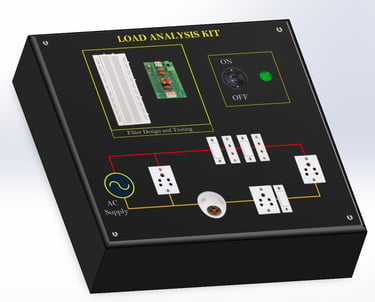 LOAD ANALYSIS KIT
ON
OFF
Filter Design and Testing
AC
Supply